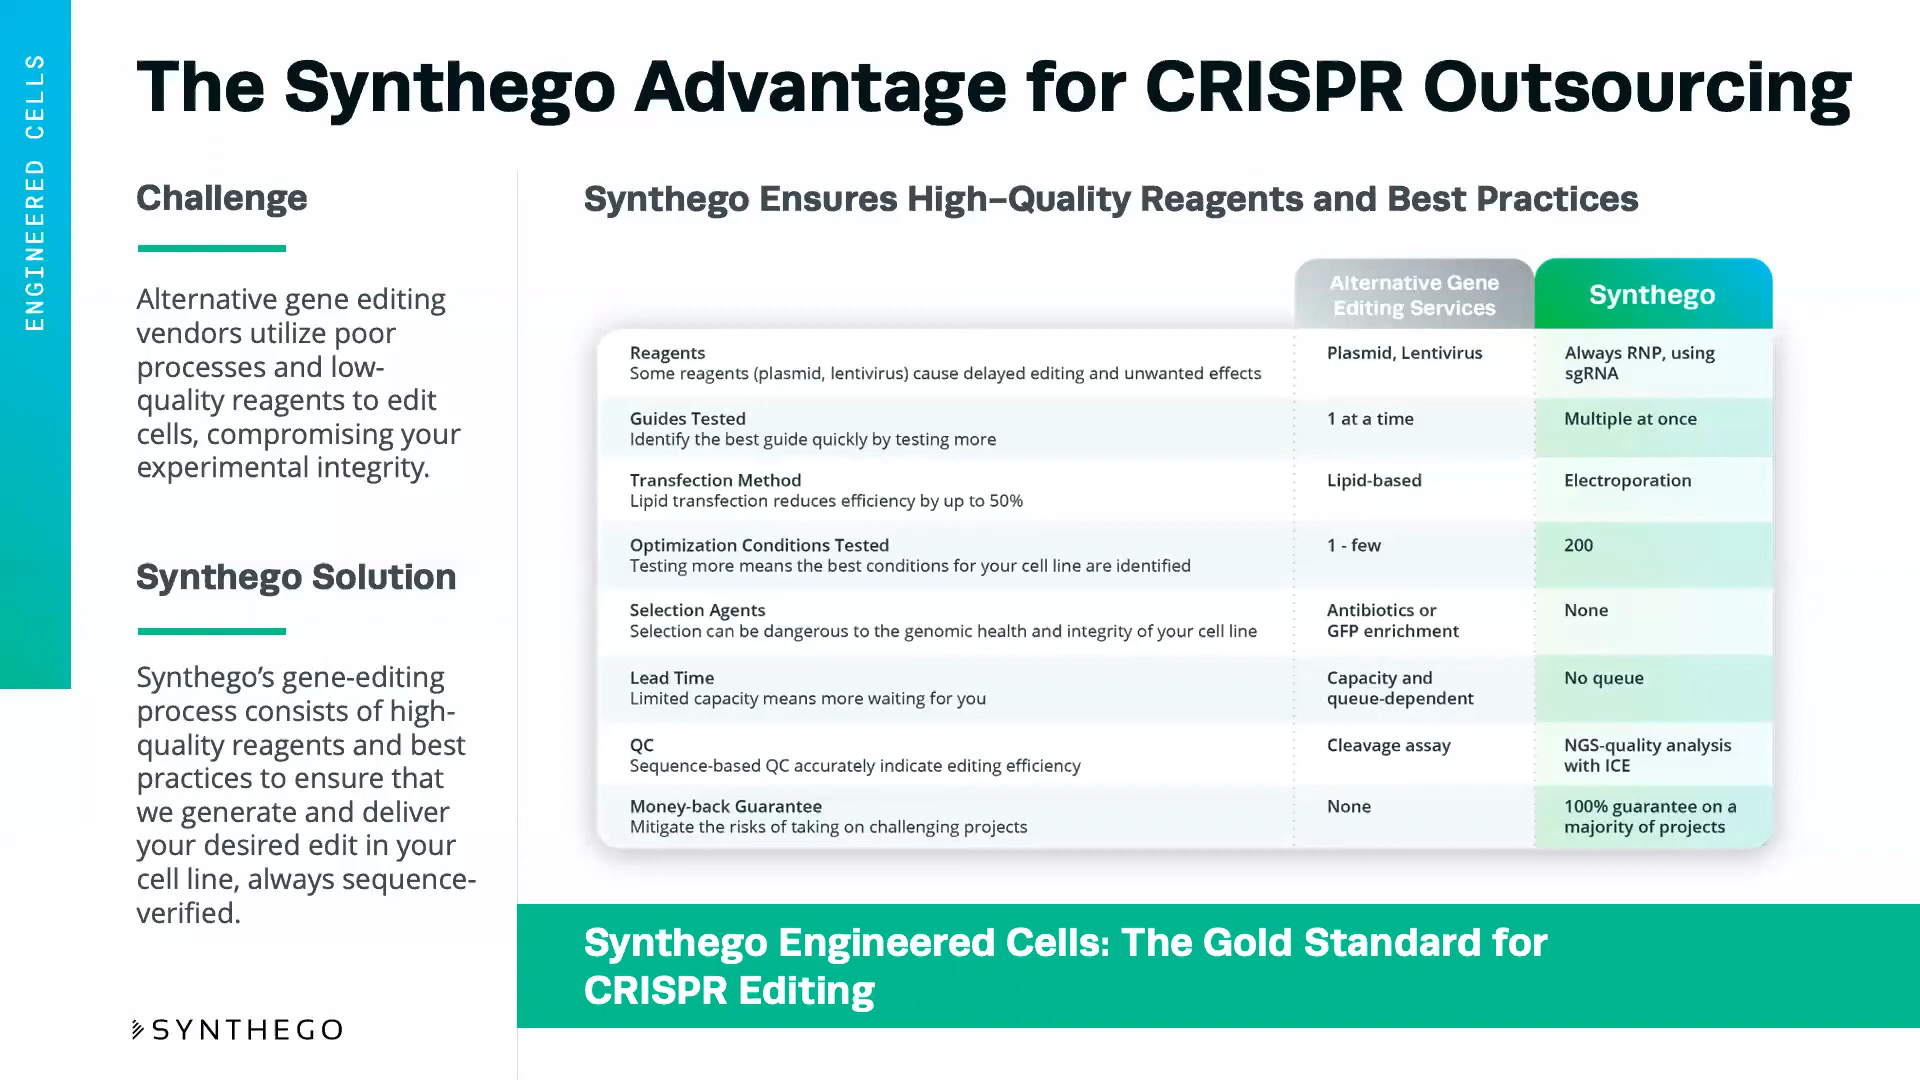 ENGINEERED CELLS
The Synthego Advantage for CRISPR Outsourcing
Challenge
Alternative gene editing
vendors utilize poor
processes and low-
quality reagents to edit
cells, compromising your
experimental integrity.
Synthego Solution
Synthego’s gene-editing
process consists of high-
quality reagents and best
practices to ensure that
we generate and deliver
your desired edit in your
cell line, always sequence-
verified.
SYNTHEGO
Synthego Ensures High–Quality Reagents and Best Practices
Alternative Gene
Editing Services
Synthego
Reagents
Some reagents (plasmid, lentivirus) cause delayed editing and unwanted effects
Plasmid, Lentivirus
Always RNP, using
sgRNA
Guides Tested
Identify the best guide quickly by testing more
1 at a time
Multiple at once
Transfection Method
Lipid transfection reduces efficiency by up to 50%
Lipid-based
Electroporation
Optimization Conditions Tested
Testing more means the best conditions for your cell line are identified
1 - few
200
Selection Agents
Selection can be dangerous to the genomic health and integrity of your cell line
Antibiotics or
GFP enrichment
None
Lead Time
Limited capacity means more waiting for you
Capacity and
queue-dependent
No queue
QC
Sequence-based QC accurately indicate editing efficiency
Cleavage assay
NGS-quality analysis
with ICE
Money-back Guarantee
Mitigate the risks of taking on challenging projects
None
100% guarantee on a
majority of projects
Synthego Engineered Cells: The Gold Standard for
CRISPR Editing